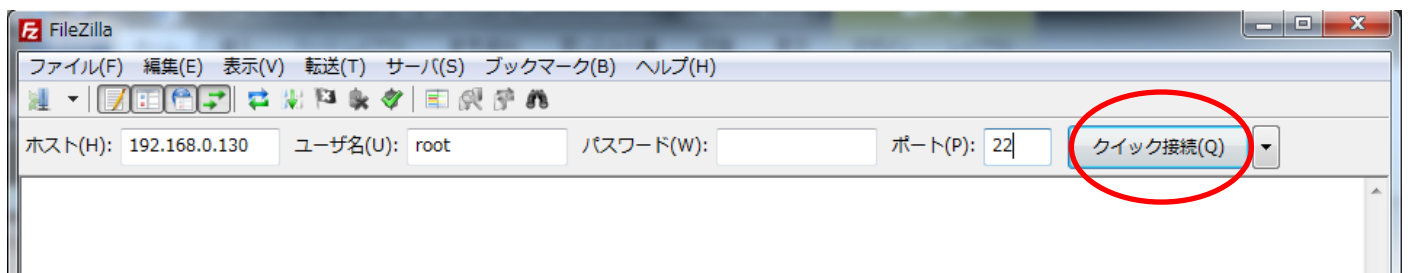 FileZilla
ファイル(F) 編集(E) 表示(V) 転送(T) サーバ(S) ブックマーク(B) ヘルプ(H)
ホスト(H): 192.168.0.130 ユーザ名(U): root パスワード(W): ポート(P): 22 クイック接続(Q)